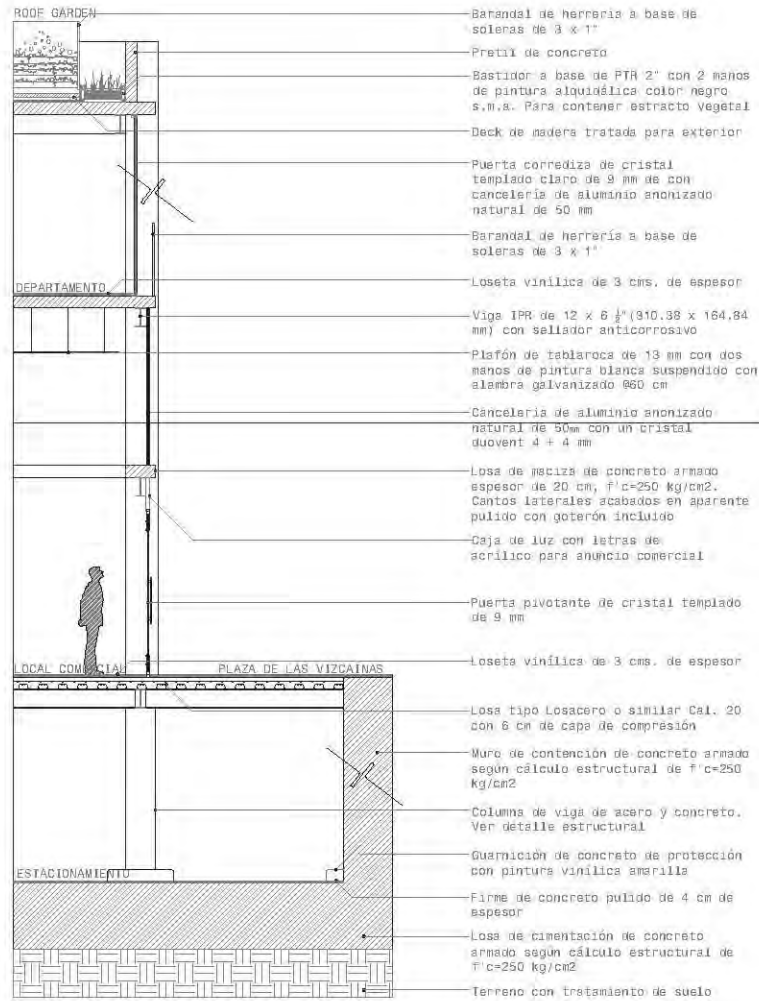 ROOF GARDEN
Barandal de herrería a base de
soleras de 3 x 1"
Pretil de concreto
Bastidor a base de PTR 2" con 2 manos
de pintura alquidálica color negro
s.m.a. Para contener estracto vegetal
Deck de madera tratada para exterior
Puerta corrediza de cristal
templado claro de 9 mm de con
cancelería de aluminio anonizado
natural de 50 mm
Barandal de herrería a base de
soleras de 3 x 1"
DEPARTAMENTO
Loseta vinílica de 3 cms. de espesor
Viga IPR de 12 x 6 ½"(310.38 x 164.84
mm) con sellador anticorrosivo
Plafón de tablaroca de 13 mm con dos
manos de pintura blanca suspendido con
alambra galvanizado @60 cm
Cancelería de aluminio anonizado
natural de 50mm con un cristal
duovent 4 + 4 mm
Losa de maciza de concreto armado
espesor de 20 cm, f'c=250 kg/cm2.
Cantos laterales acabados en aparente
pulido con goterón incluido
Caja de luz con letras de
acrílico para anuncio comercial
Puerta pivotante de cristal templado
de 9 mm
LOCAL COMERCIAL
PLAZA DE LAS VIZCAINAS
Loseta vinílica de 3 cms. de espesor
Losa tipo Losacero o similar Cal. 20
con 6 cm de capa de compresión
Muro de contención de concreto armado
según cálculo estructural de f'c=250
kg/cm2
Columna de viga de acero y concreto.
Ver detalle estructural
ESTACIONAMIENTO
Guarnición de concreto de protección
con pintura vinílica amarilla
Firme de concreto pulido de 4 cm de
espesor
Losa de cimentación de concreto
armado según cálculo estructural de
f'c=250 kg/cm2
Terreno con tratamiento de suelo